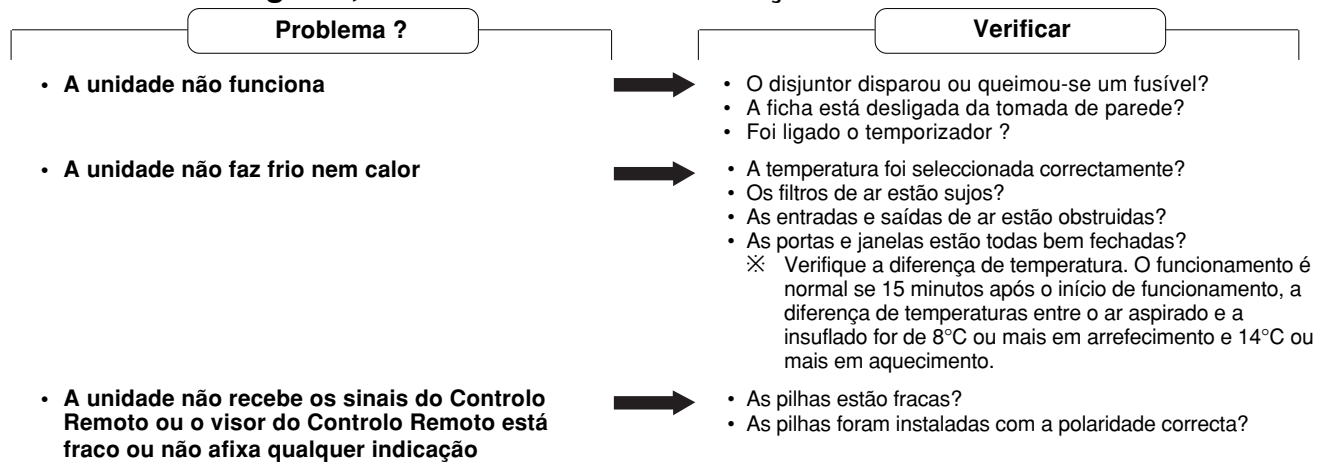 Problema ?
Verificar
• A unidade não funciona
• O disjuntor disparou ou queimou-se um fusível?
• A ficha está desligada da tomada de parede?
• Foi ligado o temporizador ?
• A unidade não faz frio nem calor
• A temperatura foi seleccionada correctamente?
• Os filtros de ar estão sujos?
• As entradas e saídas de ar estão obstruidas?
• As portas e janelas estão todas bem fechadas?
※ Verifique a diferença de temperatura. O funcionamento é
normal se 15 minutos após o início de funcionamento, a
diferença de temperaturas entre o ar aspirado e a
insuflado for de 8°C ou mais em arrefecimento e 14°C ou
mais em aquecimento.
• A unidade não recebe os sinais do Controlo
Remoto ou o visor do Controlo Remoto está
fraco ou não afixa qualquer indicação
• As pilhas estão fracas?
• As pilhas foram instaladas com a polaridade correcta?